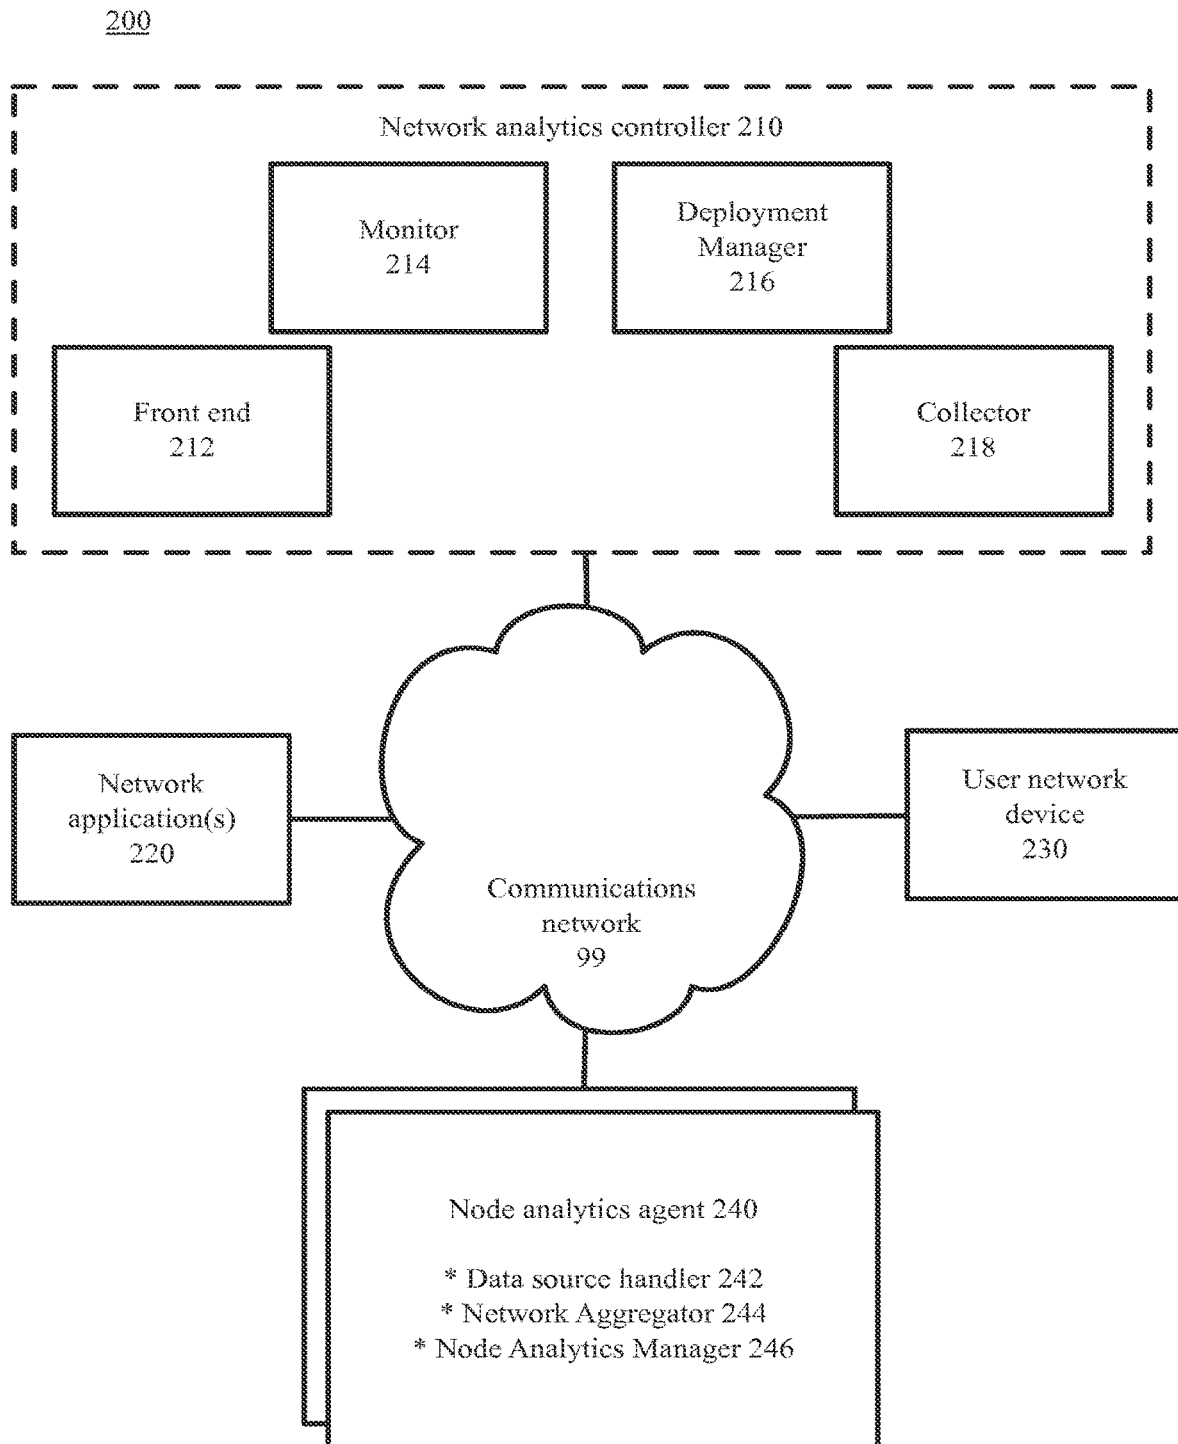 200
Network analytics controller 210
Monitor
214
Deployment
Manager
216
Front end
212
Collector
218
Network
application(s)
220
User network
device
230
Communications
network
99
Node analytics agent 240
* Data source handler 242
* Network Aggregator 244
* Node Analytics Manager 246